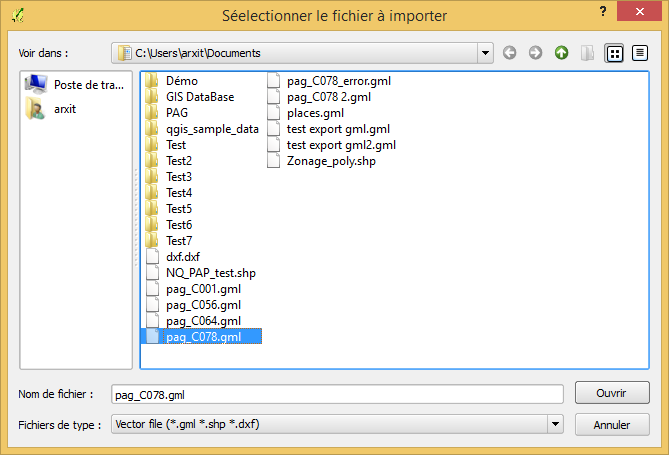 Séelectionner le fichier à importer
?
Voir dans :
C:\Users\arxit\Documents
Poste de tra...
arxit
Démo
GIS DataBase
PAG
qgis_sample_data
Test
Test2
Test3
Test4
Test5
Test6
Test7
dxf.dxf
NQ_PAP_test.shp
pag_C001.gml
pag_C056.gml
pag_C064.gml
pag_C078.gml
pag_C078_error.gml
pag_C078 2.gml
places.gml
test export gml.gml
test export gml2.gml
Zonage_poly.shp
Nom de fichier :
pag_C078.gml
Ouvrir
Fichiers de type :
Vector file (*.gml *.shp *.dxf)
Annuler